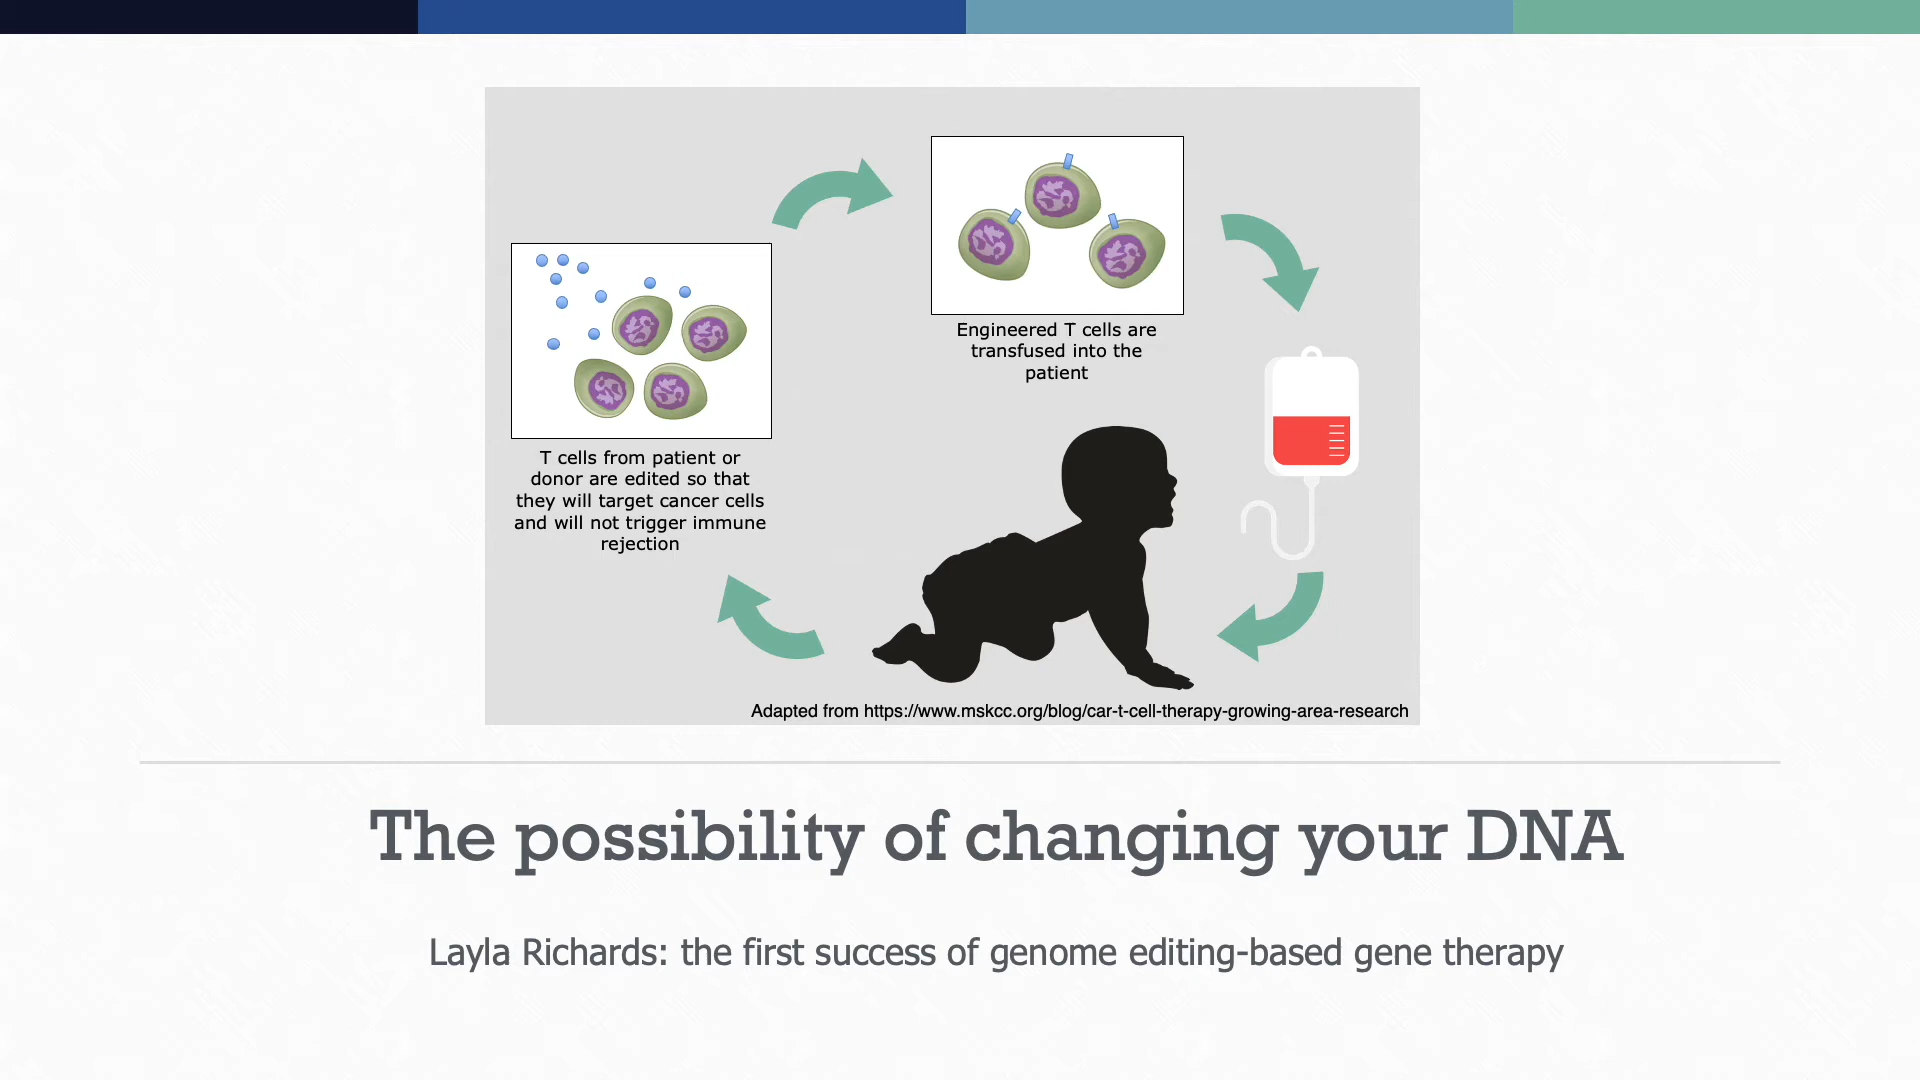 Engineered T cells are
transfused into the
patient
T cells from patient or
donor are edited so that
they will target cancer cells
and will not trigger immune
rejection
Adapted from https://www.mskcc.org/blog/car-t-cell-therapy-growing-area-research
The possibility of changing your DNA
Layla Richards: the first success of genome editing-based gene therapy